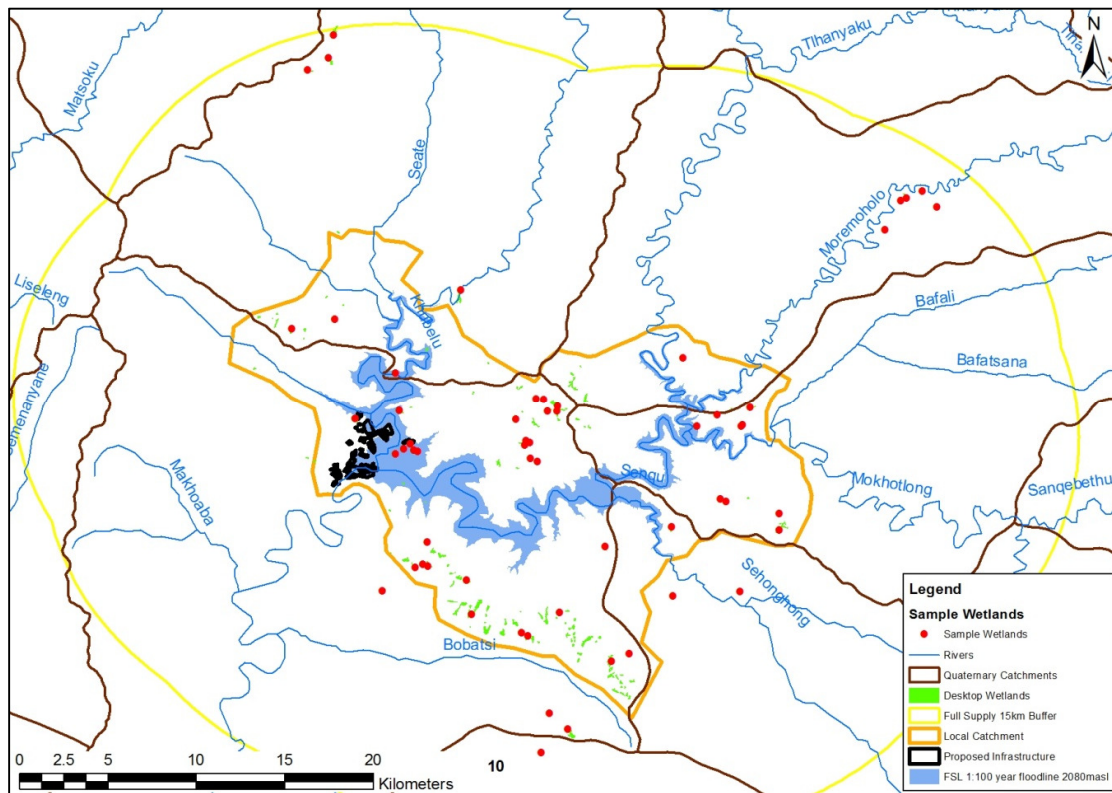 Tlhanyaku
N
Matsoku
Seate
Moremoholo
Liseleng
Khubelu
Bafali
Bafatsana
Semenanyane
Makhoaba
Senqu
Mokhotlong
Sanqebethu
Sehonghong
Bobatsi
Legend
Sample Wetlands
Sample Wetlands
Rivers
Quaternary Catchments
Desktop Wetlands
Full Supply 15km Buffer
Local Catchment
Proposed Infrastructure
FSL 1:100 year floodline 2080masl
10
0 2.5 5 10 15 20
Kilometers